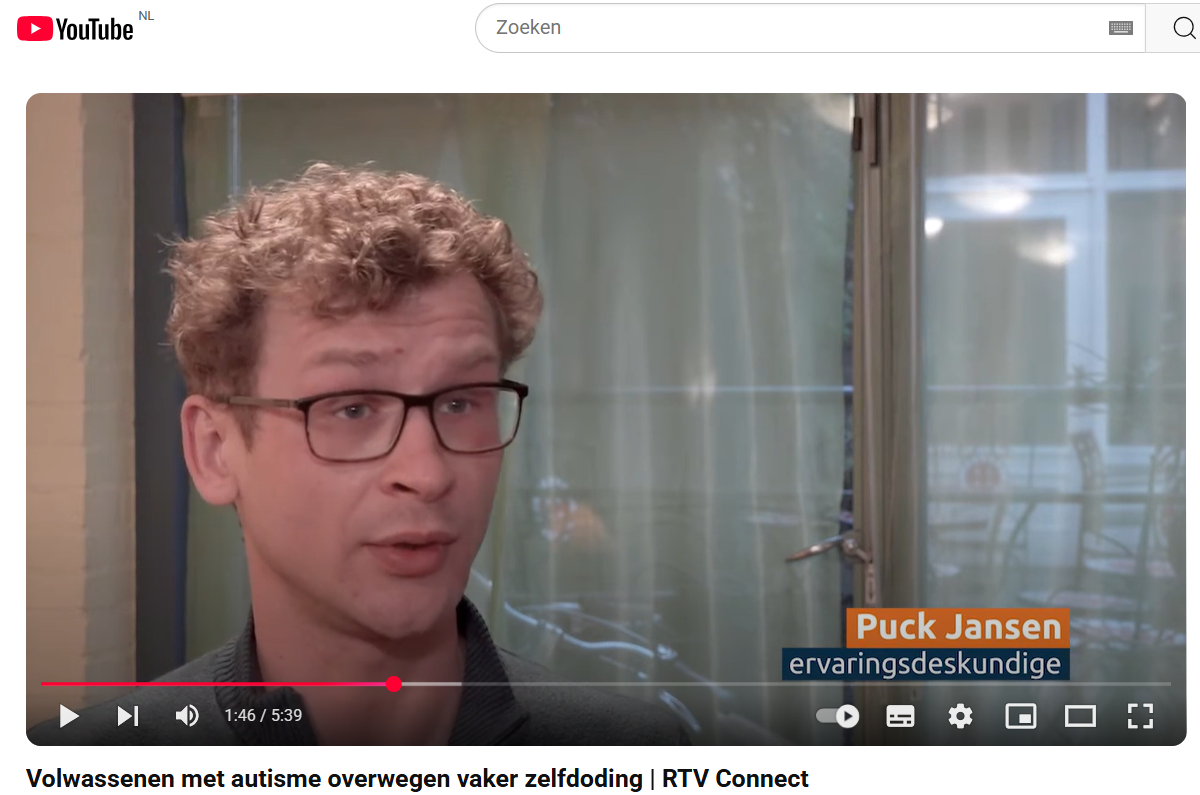 YouTube NL
Zoeken
Puck Jansen
ervaringsdeskundige
1:46 / 5:39
Volwassenen met autisme overwegen vaker zelfdoding | RTV Connect